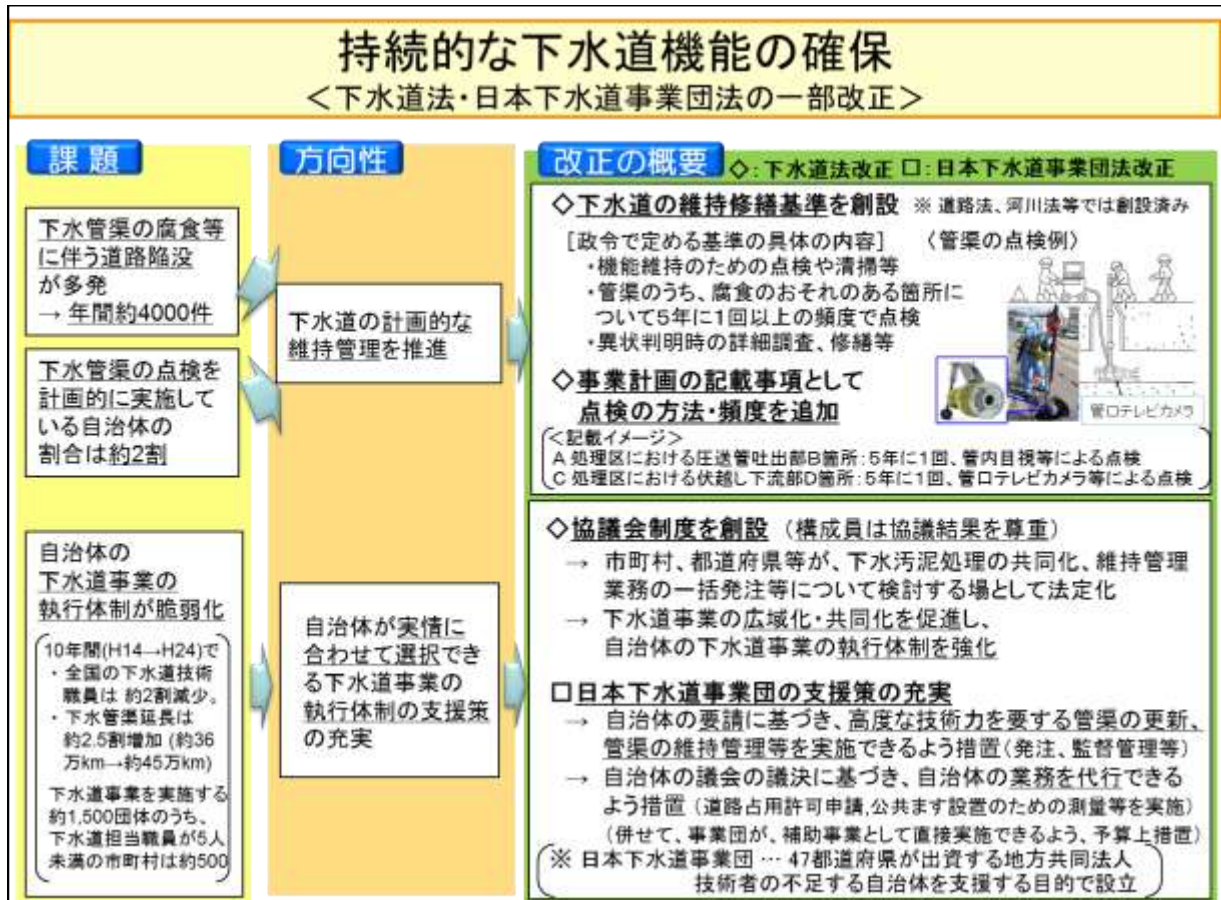 持続的な下水道機能の確保
＜下水道法・日本下水道事業団法の一部改正＞
課 題
下水管渠の腐食等
に伴う道路陥没
が多発
→ 年間約4000件
下水管渠の点検を
計画的に実施して
いる自治体の
割合は約2割
自治体の
下水道事業の
執行体制が脆弱化
10年間(H14→H24)で
・全国の下水道技術
職員は 約2割減少。
・下水管渠延長は
約2.5割増加 (約36
万km→約45万km)
下水道事業を実施する
約1,500団体のうち、
下水道担当職員が5人
未満の市町村は約500
方向性
下水道の計画的な
維持管理を推進
自治体が実情に
合わせて選択でき
る下水道事業の
執行体制の支援策
の充実
改正の概要 ◇：下水道法改正 □：日本下水道事業団法改正
◇下水道の維持修繕基準を創設 ※ 道路法、河川法等では創設済み
[政令で定める基準の具体の内容] 〈管渠の点検例〉
・機能維持のための点検や清掃等
・管渠のうち、腐食のおそれのある箇所に
ついて5年に1回以上の頻度で点検
・異状判明時の詳細調査、修繕等
管口テレビカメラ
◇事業計画の記載事項として
点検の方法・頻度を追加
＜記載イメージ＞
A 処理区における圧送管吐出部B箇所：5年に1回、管内目視等による点検
C 処理区における伏越し下流部D箇所：5年に1回、管口テレビカメラ等による点検
◇協議会制度を創設 (構成員は協議結果を尊重)
→ 市町村、都道府県等が、下水汚泥処理の共同化、維持管理
業務の一括発注等について検討する場として法定化
→ 下水道事業の広域化・共同化を促進し、
自治体の下水道事業の執行体制を強化
□日本下水道事業団の支援策の充実
→ 自治体の要請に基づき、高度な技術力を要する管渠の更新、
管渠の維持管理等を実施できるよう措置(発注、監督管理等)
→ 自治体の議会の議決に基づき、自治体の業務を代行できる
よう措置 (道路占用許可申請,公共ます設置のための測量等を実施)
(併せて、事業団が、補助事業として直接実施できるよう、予算上措置)
※ 日本下水道事業団 … 47都道府県が出資する地方共同法人
技術者の不足する自治体を支援する目的で設立